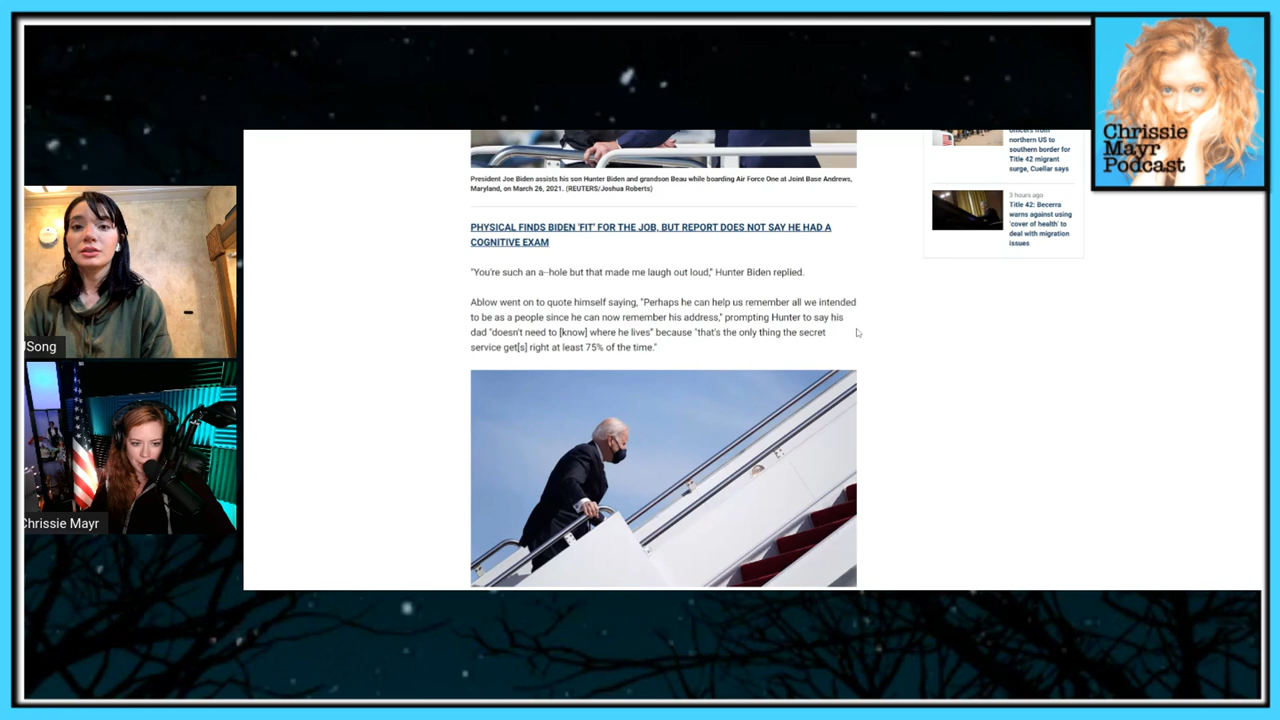 Chrissie
Mayr
Podcast
JSong
Chrissie Mayr
President Joe Biden assists his son Hunter Biden and grandson Beau while boarding Air Force One at Joint Base Andrews,
Maryland, on March 26, 2021. (REUTERS/Joshua Roberts)
PHYSICAL FINDS BIDEN 'FIT' FOR THE JOB, BUT REPORT DOES NOT SAY HE HAD A
COGNITIVE EXAM
"You're such an a--hole but that made me laugh out loud," Hunter Biden replied.
Ablow went on to quote himself saying, "Perhaps he can help us remember all we intended
to be as a people since he can now remember his address," prompting Hunter to say his
dad "doesn't need to [know] where he lives" because "that's the only thing the secret
service get[s] right at least 75% of the time."
officers from
northern US to
southern border for
Title 42 migrant
surge, Cuellar says
3 hours ago
Title 42: Becerra
warns against using
'cover of health' to
deal with migration
issues